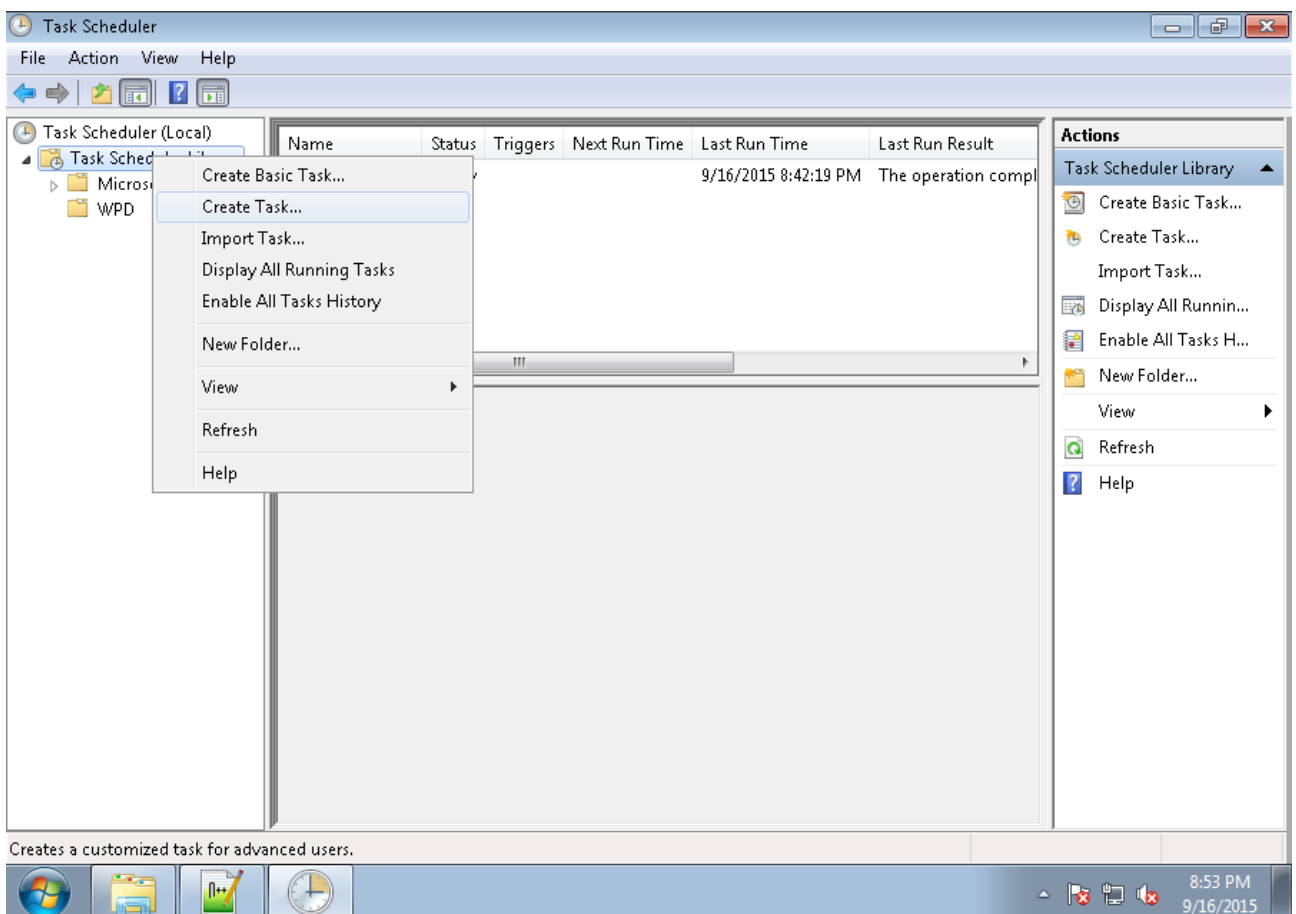 Task Scheduler
File Action View Help
Task Scheduler (Local)
Task Sched
WPD
Create Basic Task...
Create Task...
Import Task...
Display All Running Tasks
Enable All Tasks History
New Folder...
View
Refresh
Help
Name Status Triggers Next Run Time Last Run Time Last Run Result
9/16/2015 8:42:19 PM The operation compl
Actions
Task Scheduler Library
Create Basic Task...
Create Task...
Import Task...
Display All Runnin...
Enable All Tasks H...
New Folder...
View
Refresh
Help
Creates a customized task for advanced users.
8:53 PM
9/16/2015